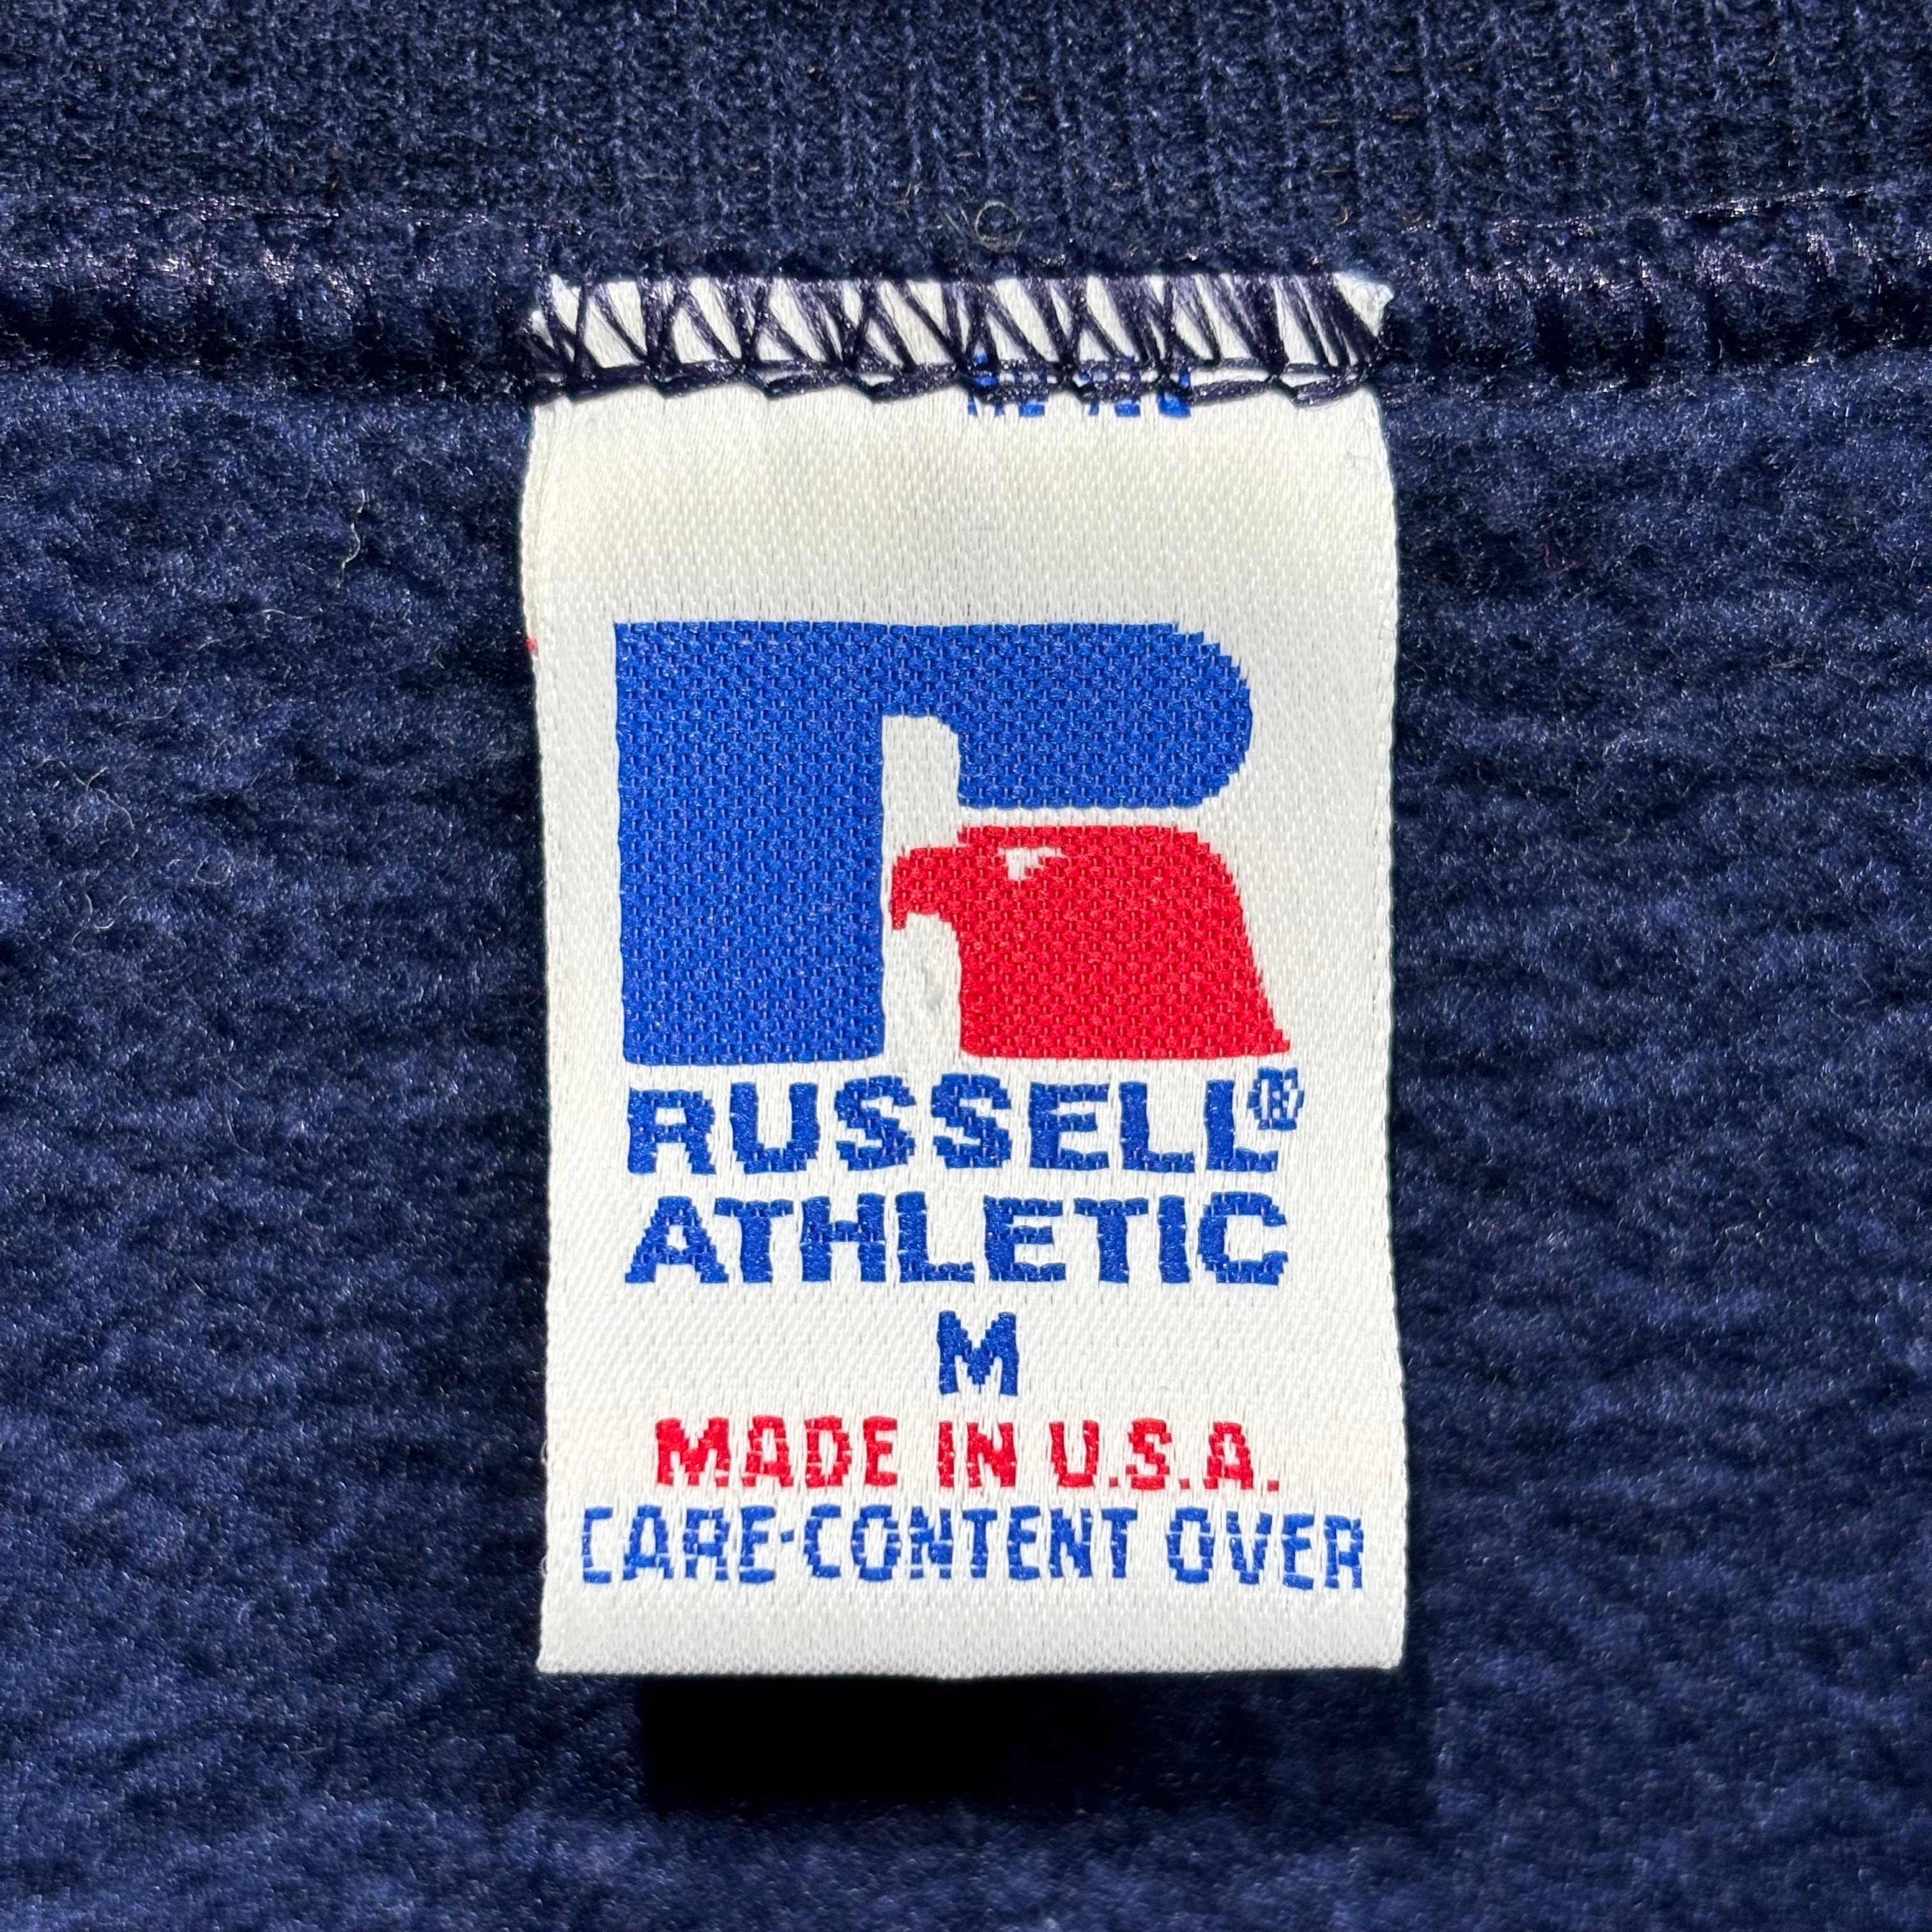 RUSSELL®
ATHLETIC
M
MADE IN U.S.A.
CARE-CONTENT OVER